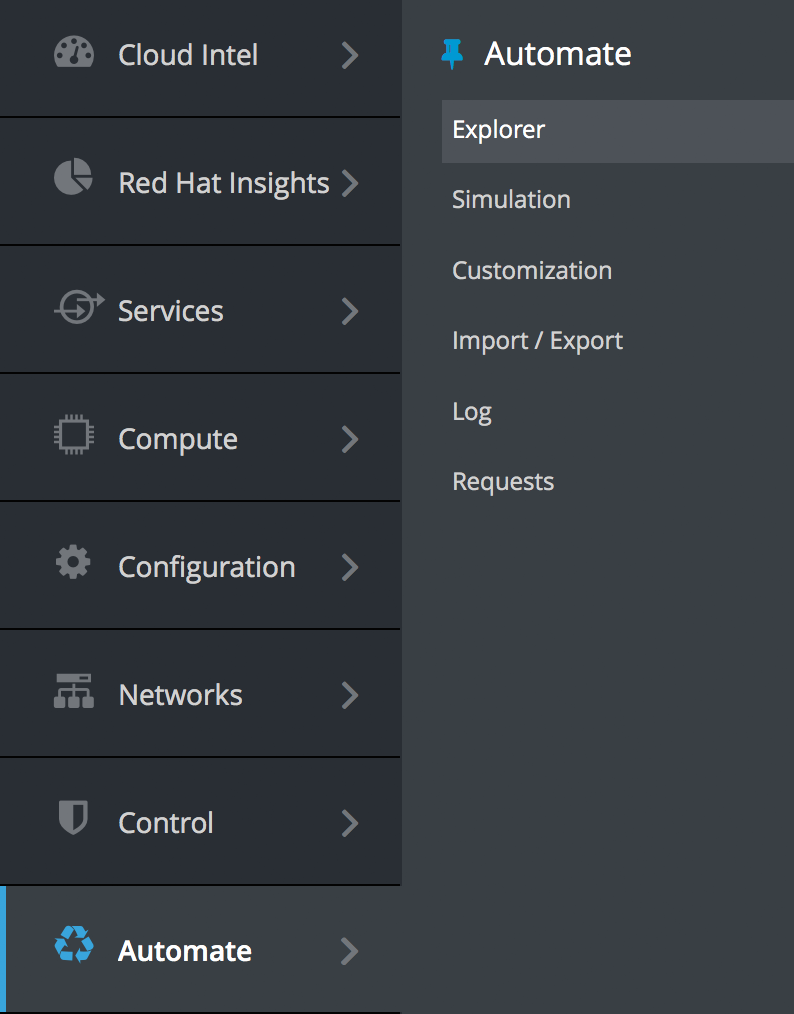 Cloud Intel
Red Hat Insights
Services
Compute
Configuration
Networks
Control
Automate
Automate
Explorer
Simulation
Customization
Import / Export
Log
Requests